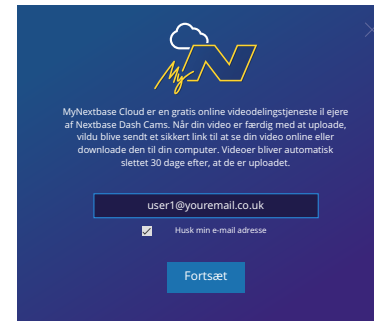 My N
MyNextbase Cloud er en gratis online videodelingstjeneste il ejere
af Nextbase Dash Cams. Når din video er færdig med at uploade,
vildu blive sendt et sikkert link til at se din video online eller
downloade den til din computer. Videoer bliver automatisk
slettet 30 dage efter, at de er uploadet.
user1@youremail.co.uk
Husk min e-mail adresse
Fortsæt